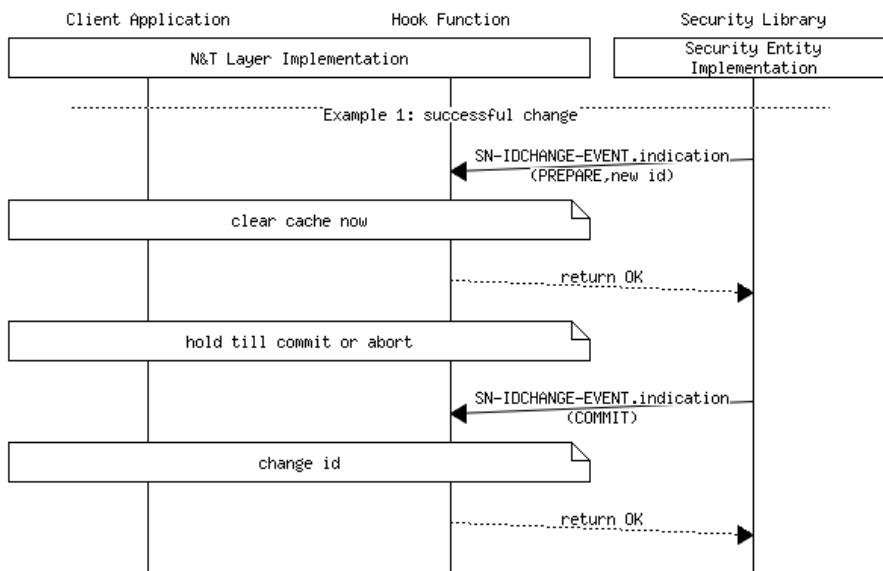 Client Application
Hook Function
Security Library
N&T Layer Implementation
Security Entity
Implementation
Example 1: successful change
SN-IDCHANGE-EVENT.indication
(PREPARE,new id)
clear cache now
return OK
hold till commit or abort
SN-IDCHANGE-EVENT.indication
(COMMIT)
change id
return OK